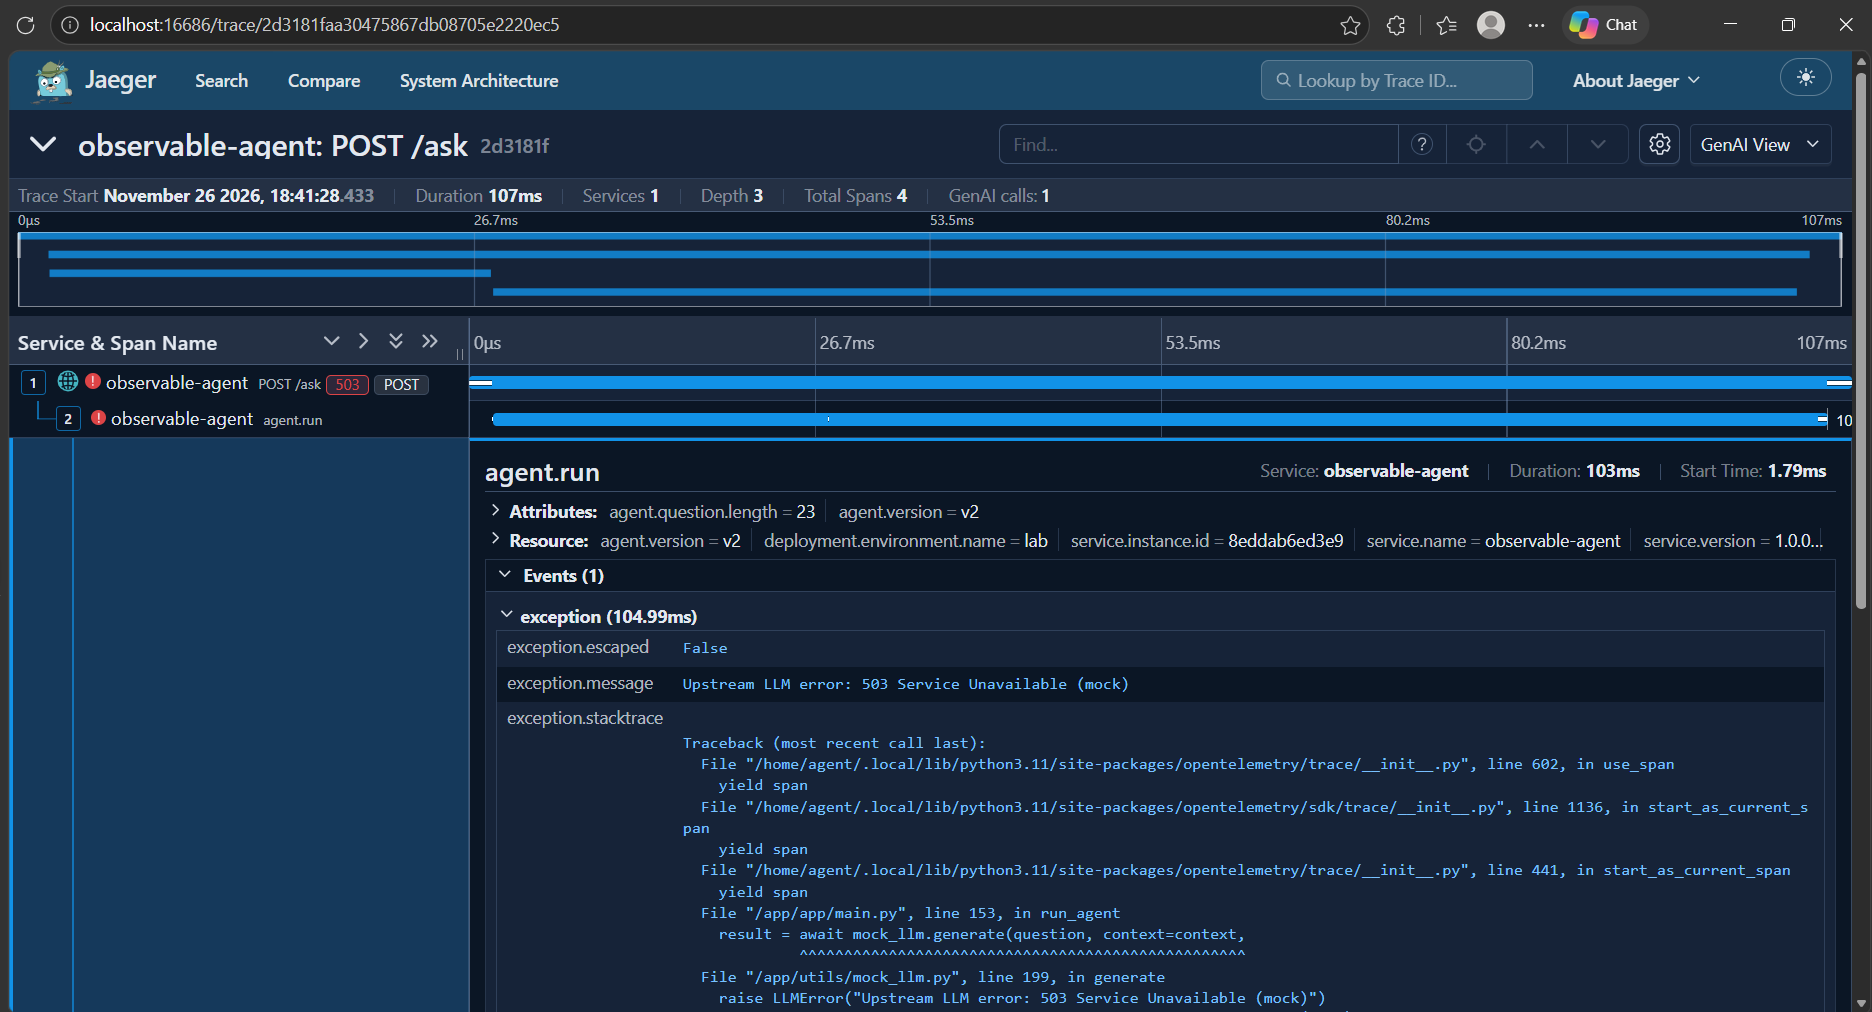 localhost:16686/trace/2d3181faa30475867db08705e2220ec5
Chat
Jaeger
Search
Compare
System Architecture
Lookup by Trace ID...
About Jaeger
observable-agent: POST /ask 2d3181f
Find...
?
GenAI View
Trace Start November 26 2026, 18:41:28.433
Duration 107ms
Services 1
Depth 3
Total Spans 4
GenAI calls: 1
0μs
26.7ms
53.5ms
80.2ms
107ms
Service & Span Name
0μs
26.7ms
53.5ms
80.2ms
107ms
1 ! observable-agent POST /ask 503 POST
2 ! observable-agent agent.run
10
agent.run
Service: observable-agent
Duration: 103ms
Start Time: 1.79ms
Attributes: agent.question.length = 23 agent.version = v2
Resource: agent.version = v2 deployment.environment.name = lab service.instance.id = 8eddab6ed3e9 service.name = observable-agent service.version = 1.0.0...
Events (1)
exception (104.99ms)
exception.escaped False
exception.message Upstream LLM error: 503 Service Unavailable (mock)
exception.stacktrace
Traceback (most recent call last):
File "/home/agent/.local/lib/python3.11/site-packages/opentelemetry/trace/__init__.py", line 602, in use_span
yield span
File "/home/agent/.local/lib/python3.11/site-packages/opentelemetry/sdk/trace/__init__.py", line 1136, in start_as_current_s
pan
yield span
File "/home/agent/.local/lib/python3.11/site-packages/opentelemetry/trace/__init__.py", line 441, in start_as_current_span
yield span
File "/app/app/main.py", line 153, in run_agent
result = await mock_llm.generate(question, context=context,
^^^^^^^^^^^^^^^^^^^^^^^^^^^^^^^^^^^^^^^^^^^^^^^^^^
File "/app/utils/mock_llm.py", line 199, in generate
raise LLMError("Upstream LLM error: 503 Service Unavailable (mock)")